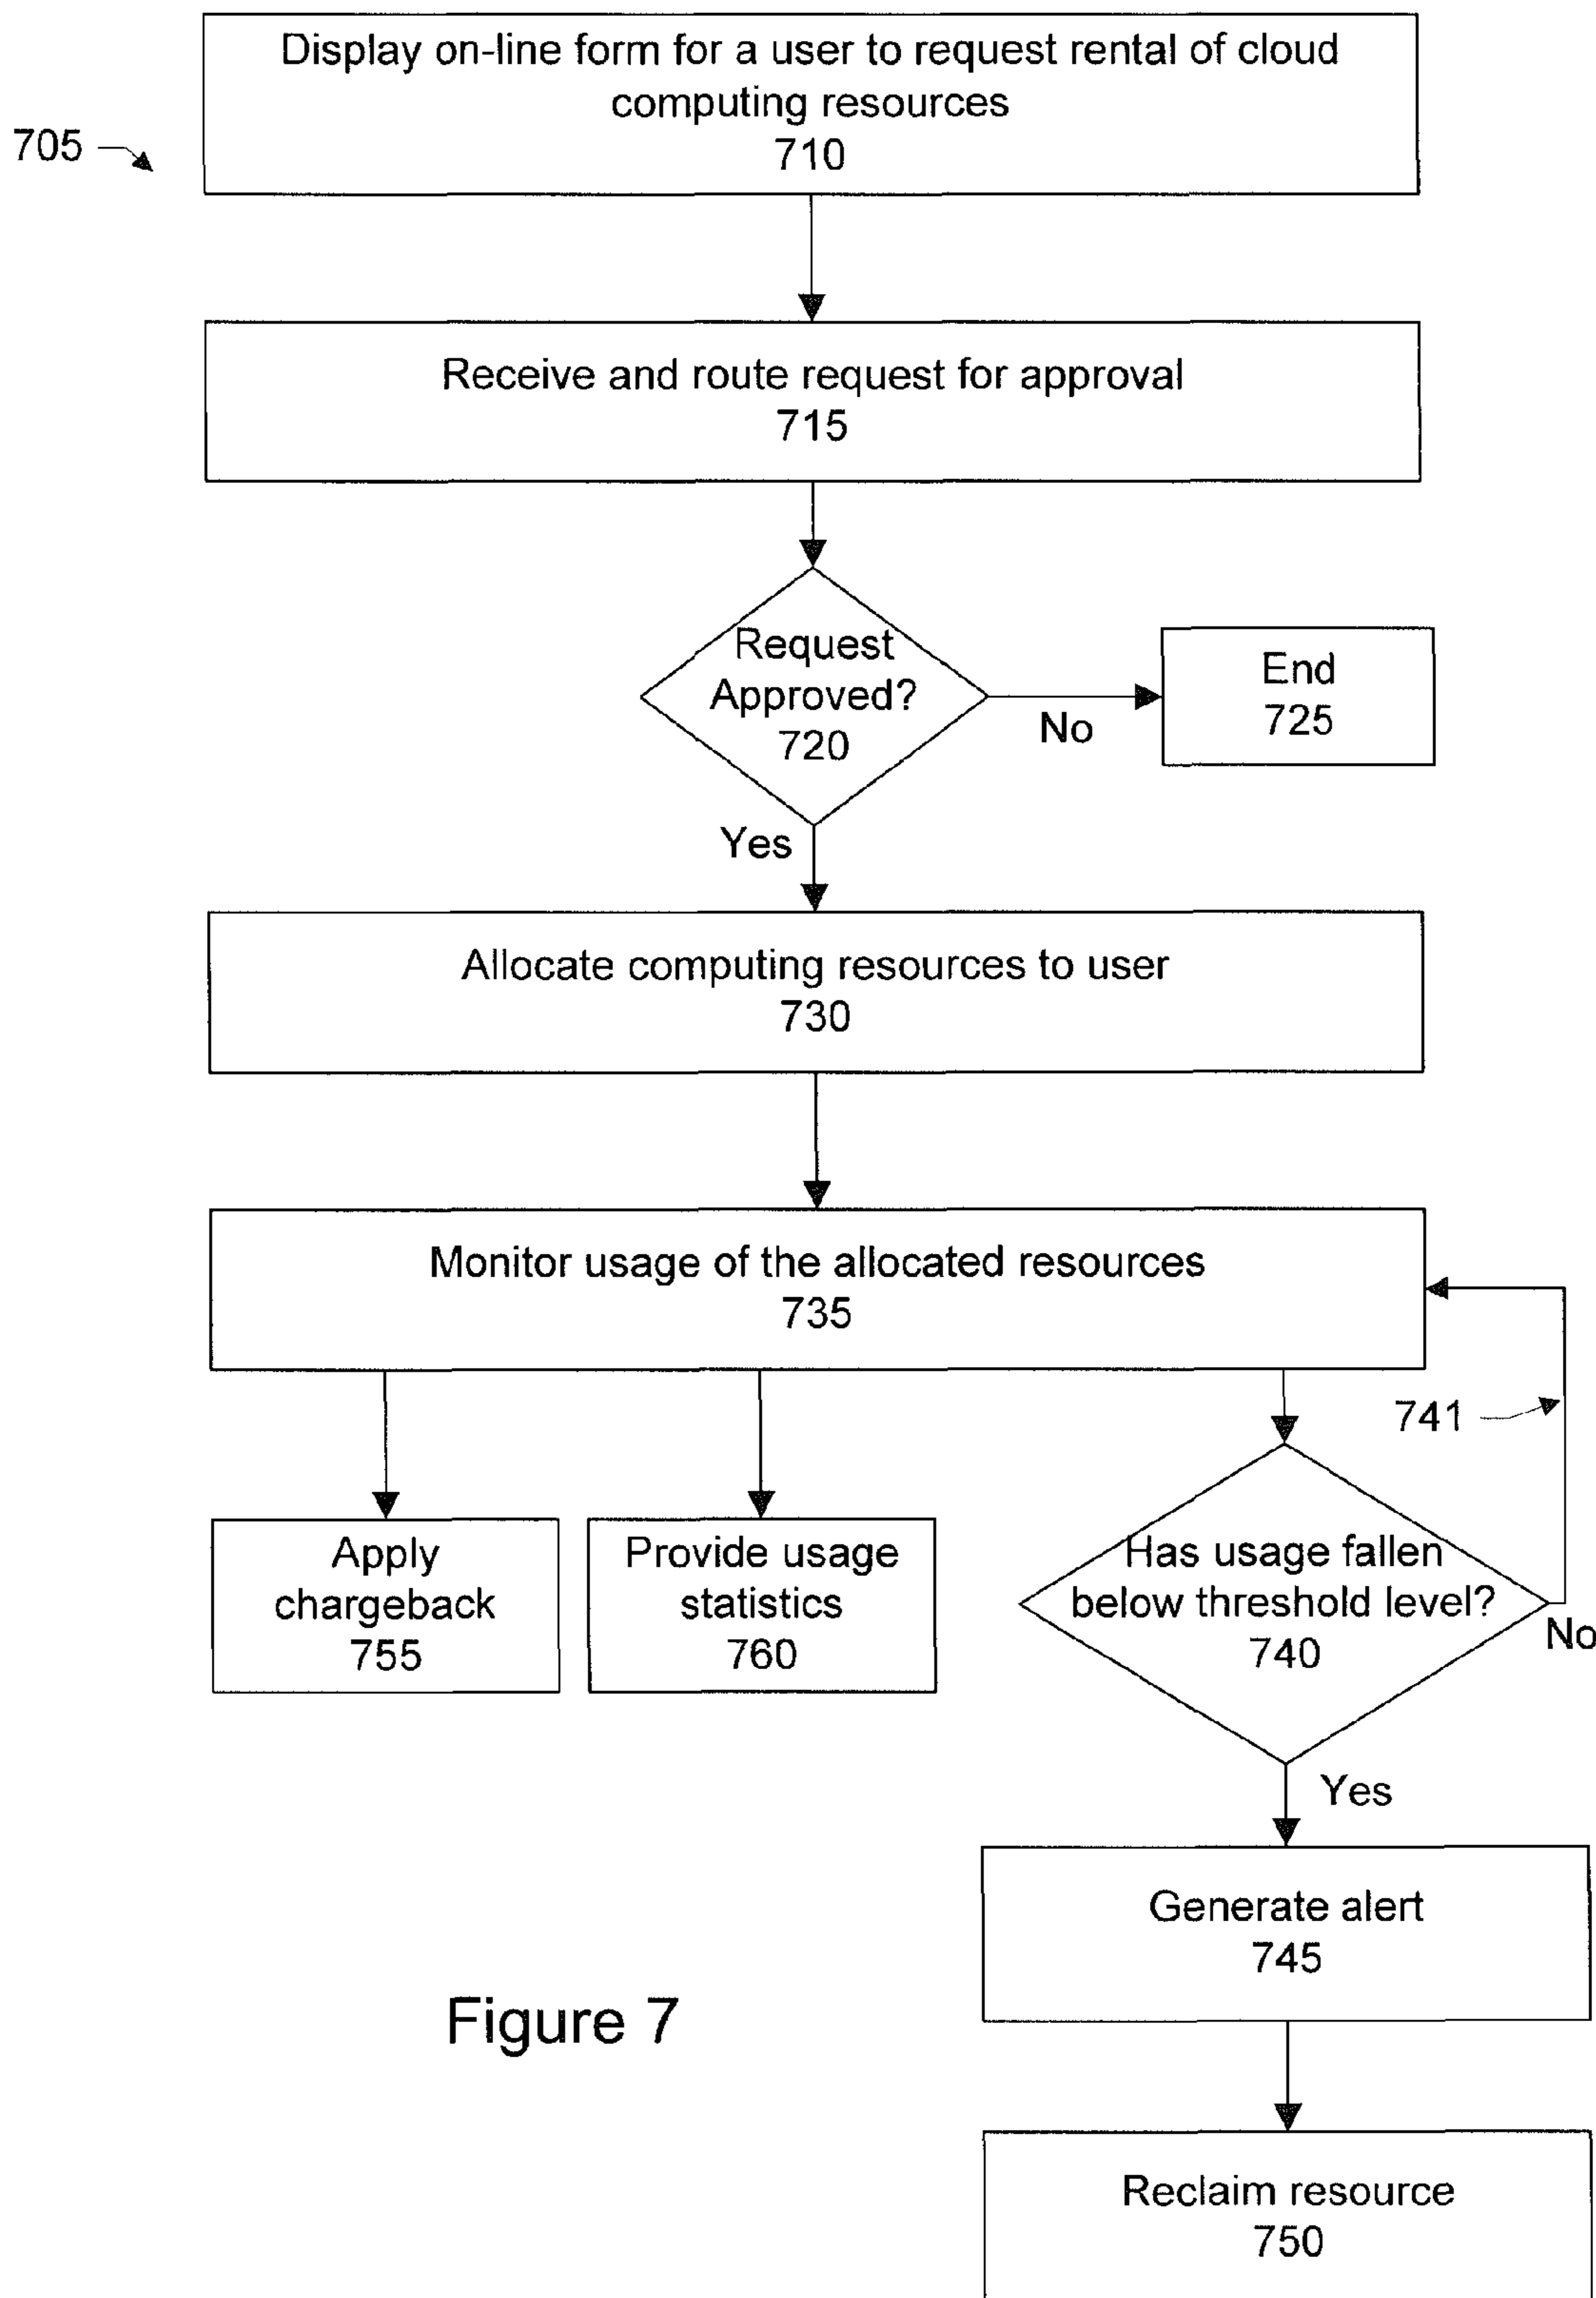 Display on-line form for a user to request rental of cloud
computing resources
710
705
Receive and route request for approval
715
Request
Approved?
720
No
End
725
Yes
Allocate computing resources to user
730
Monitor usage of the allocated resources
735
741
Apply
chargeback
755
Provide usage
statistics
760
Has usage fallen
below threshold level?
740
No
Yes
Generate alert
745
Figure 7
Reclaim resource
750